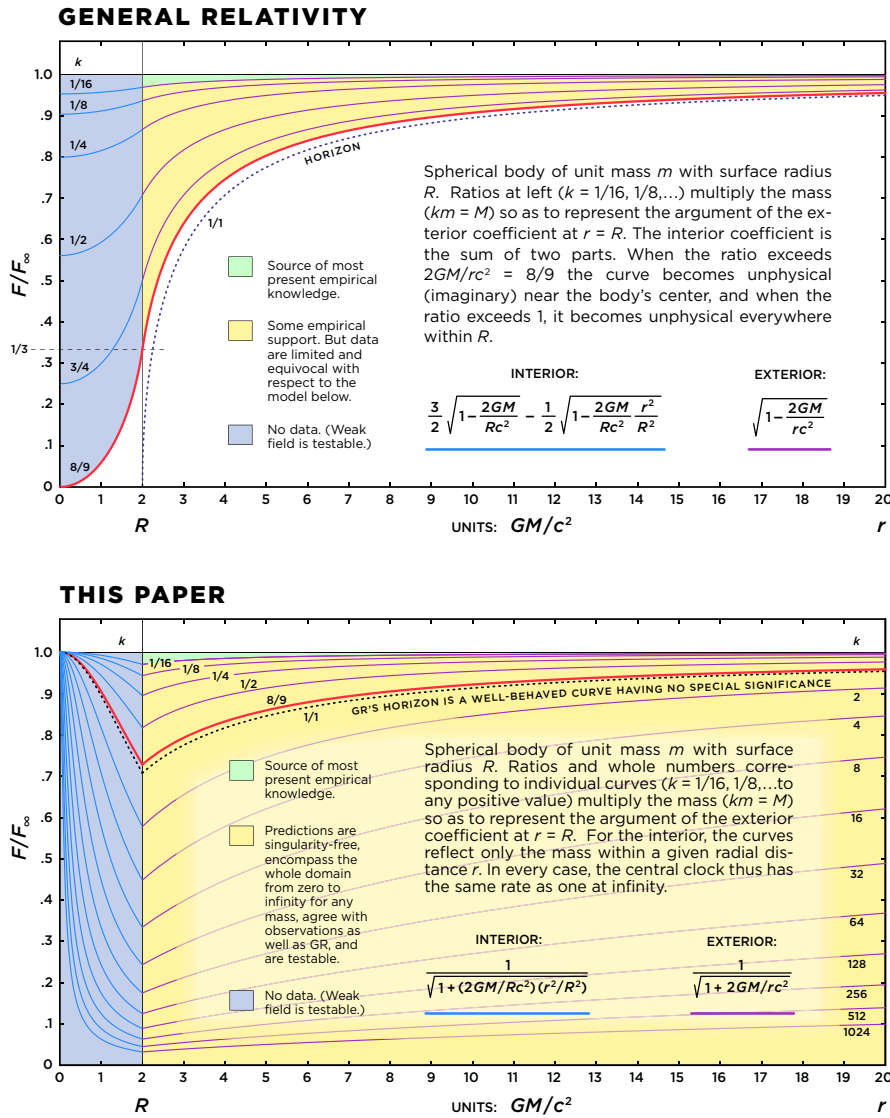 GENERAL RELATIVITY
k
1.0
1/16
.9
1/8
.8
1/4
HORIZON
.7
1/1
.6
1/2
F/F∞
.5
.4
1/3
.3
3/4
.2
.1
8/9
0
Spherical body of unit mass m with surface radius
R. Ratios at left (k = 1/16, 1/8,...) multiply the mass
(km = M) so as to represent the argument of the ex-
terior coefficient at r = R. The interior coefficient is
the sum of two parts. When the ratio exceeds
2GM/rc² = 8/9 the curve becomes unphysical
(imaginary) near the body's center, and when the
ratio exceeds 1, it becomes unphysical everywhere
within R.
Source of most
present empirical
knowledge.
Some empirical
support. But data
are limited and
equivocal with
respect to the
model below.
No data. (Weak
field is testable.)
INTERIOR:
3/2 √(1 − 2GM/Rc²) − 1/2 √(1 − 2GM/Rc² r²/R²)
EXTERIOR:
√(1 − 2GM/rc²)
0 1 2 3 4 5 6 7 8 9 10 11 12 13 14 15 16 17 18 19 20
R UNITS: GM/c² r
THIS PAPER
k k
1.0
1/16
1/8
1/4
1/2
.9
8/9
1/1
GR'S HORIZON IS A WELL-BEHAVED CURVE HAVING NO SPECIAL SIGNIFICANCE
2
4
.8
8
.7
16
.6
F/F∞
.5
32
.4
64
.3
128
.2
256
.1
512
1024
0
Spherical body of unit mass m with surface
radius R. Ratios and whole numbers corre-
sponding to individual curves (k = 1/16, 1/8,...to
any positive value) multiply the mass (km = M)
so as to represent the argument of the exterior
coefficient at r = R. For the interior, the curves
reflect only the mass within a given radial dis-
tance r. In every case, the central clock thus has
the same rate as one at infinity.
Source of most
present empirical
knowledge.
Predictions are
singularity-free,
encompass the
whole domain
from zero to
infinity for any
mass, agree with
observations
as well as GR, and
are testable.
No data. (Weak
field is testable.)
INTERIOR:
1/√(1 + (2GM/Rc²)(r²/R²))
EXTERIOR:
1/√(1 + 2GM/rc²)
0 1 2 3 4 5 6 7 8 9 10 11 12 13 14 15 16 17 18 19 20
R UNITS: GM/c² r